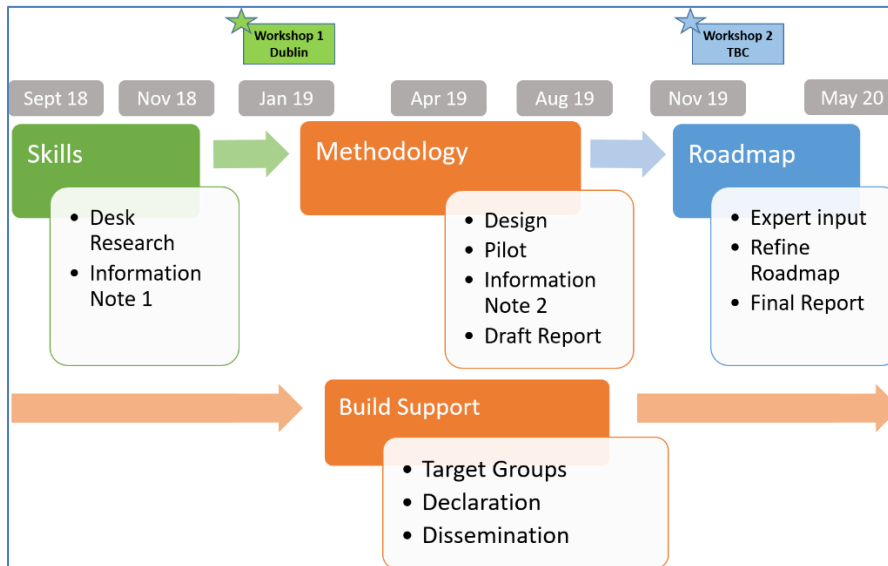 Workshop 1
Dublin
Workshop 2
TBC
Sept 18
Nov 18
Jan 19
Apr 19
Aug 19
Nov 19
May 20
Skills
• Desk
Research
• Information
Note 1
Methodology
• Design
• Pilot
• Information
Note 2
• Draft Report
Roadmap
• Expert input
• Refine
Roadmap
• Final Report
Build Support
• Target Groups
• Declaration
• Dissemination